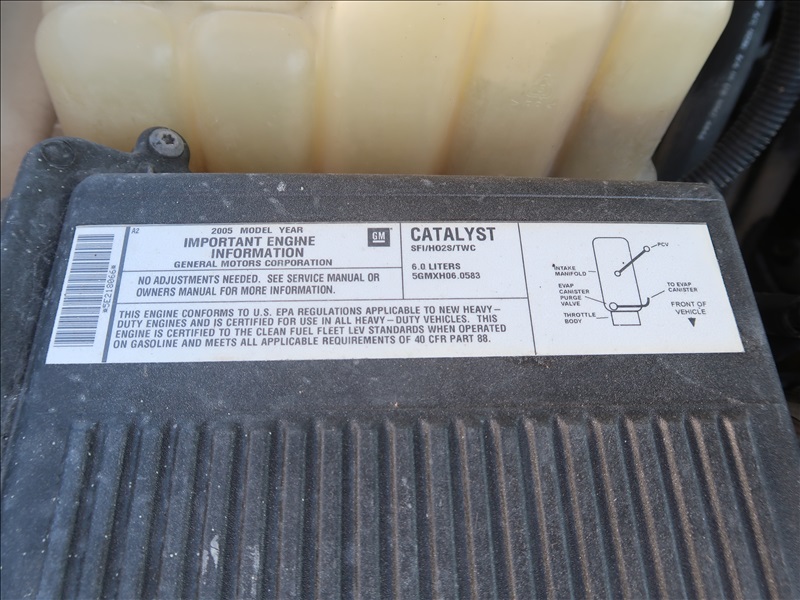 A2
2005 MODEL YEAR
IMPORTANT ENGINE
INFORMATION
GENERAL MOTORS CORPORATION
GM
CATALYST
SFI/HO2S/TWC
6.0 LITERS
5GMXH06.0583
NO ADJUSTMENTS NEEDED. SEE SERVICE MANUAL OR
OWNERS MANUAL FOR MORE INFORMATION.
THIS ENGINE CONFORMS TO U.S. EPA REGULATIONS APPLICABLE TO NEW HEAVY-
DUTY ENGINES AND IS CERTIFIED FOR USE IN ALL HEAVY-DUTY VEHICLES. THIS
ENGINE IS CERTIFIED TO THE CLEAN FUEL FLEET LEV STANDARDS WHEN OPERATED
ON GASOLINE AND MEETS ALL APPLICABLE REQUIREMENTS OF 40 CFR PART 88.
PCV
INTAKE
MANIFOLD
EVAP
CANISTER
PURGE
VALVE
THROTTLE
BODY
TO EVAP
CANISTER
FRONT OF
VEHICLE